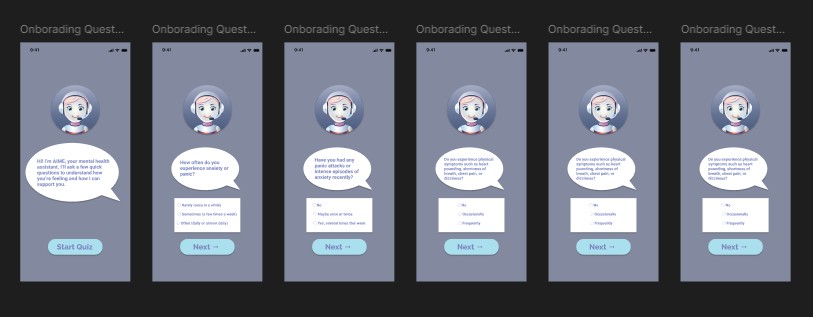 Onborading Quest...
Onborading Quest...
Onborading Quest...
Onborading Quest...
Onborading Quest...
Onborading Quest...
9:41
9:41
9:41
9:41
9:41
9:41
Hi! I'm AIME, your mental health
assistant. I'll ask a few quick
questions to understand how
you're feeling and how I can
support you.
Start Quiz
How often do you
experience anxiety or
panic?
Rarely (once in a while)
Sometimes (a few times a week)
Often (daily or almost daily)
Next →
Have you had any
panic attacks or
intense episodes of
anxiety recently?
No
Maybe once or twice
Yes, several times this week
Next →
Do you experience physical
symptoms such as heart
pounding, shortness of
breath, chest pain, or
dizziness?
No
Occasionally
Frequently
Next →
Do you experience physical
symptoms such as heart
pounding, shortness of
breath, chest pain, or
dizziness?
No
Occasionally
Frequently
Next →
Do you experience physical
symptoms such as heart
pounding, shortness of
breath, chest pain, or
dizziness?
No
Occasionally
Frequently
Next →